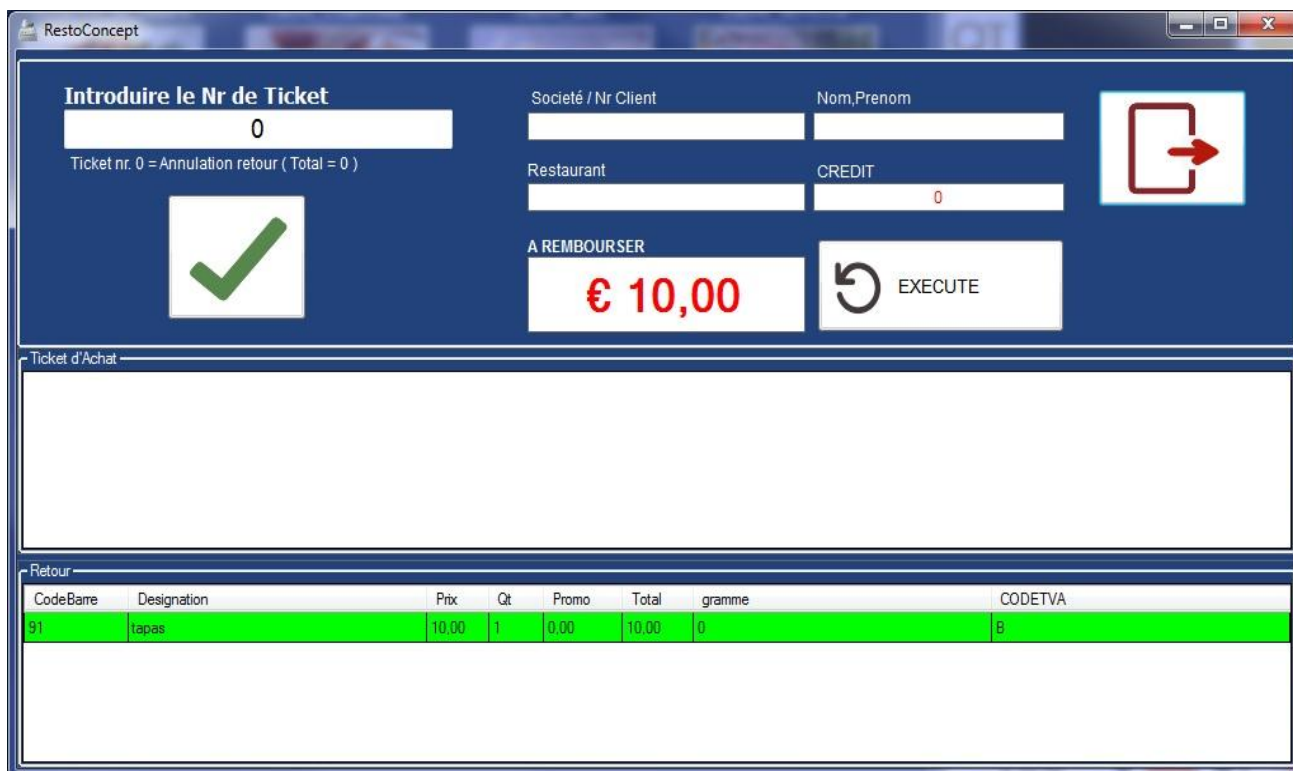 RestoConcept
Introduire le Nr de Ticket
0
Ticket nr. 0 = Annulation retour ( Total = 0 )
Societé / Nr Client
Nom,Prenom
Restaurant
CREDIT
0
A REMBOURSER
€ 10,00
EXECUTE
Ticket d'Achat
Retour
CodeBarre Designation Prix Qt Promo Total gramme CODETVA
91 tapas 10,00 1 0,00 10,00 0 B